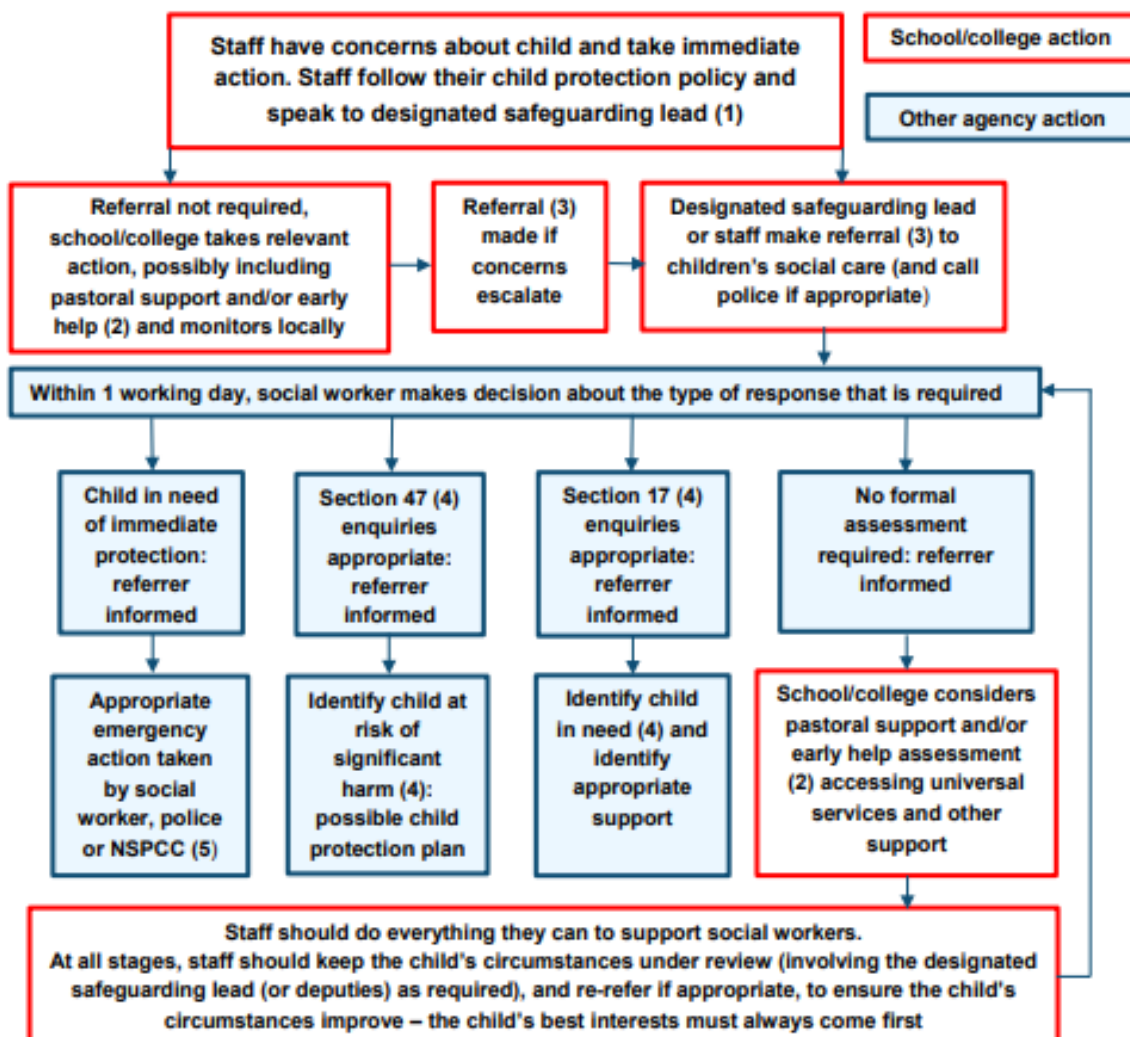 Staff have concerns about child and take immediate
action. Staff follow their child protection policy and
speak to designated safeguarding lead (1)
School/college action
Other agency action
Referral not required,
school/college takes relevant
action, possibly including
pastoral support and/or early
help (2) and monitors locally
Referral (3)
made if
concerns
escalate
Designated safeguarding lead
or staff make referral (3) to
children's social care (and call
police if appropriate)
Within 1 working day, social worker makes decision about the type of response that is required
Child in need
of immediate
protection:
referrer
informed
Section 47 (4)
enquiries
appropriate:
referrer
informed
Section 17 (4)
enquiries
appropriate:
referrer
informed
No formal
assessment
required: referrer
informed
Appropriate
emergency
action taken
by social
worker, police
or NSPCC (5)
Identify child at
risk of
significant
harm (4):
possible child
protection plan
Identify child
in need (4) and
identify
appropriate
support
School/college considers
pastoral support and/or
early help assessment
(2) accessing universal
services and other
support
Staff should do everything they can to support social workers.
At all stages, staff should keep the child's circumstances under review (involving the designated
safeguarding lead (or deputies) as required), and re-refer if appropriate, to ensure the child's
circumstances improve – the child's best interests must always come first